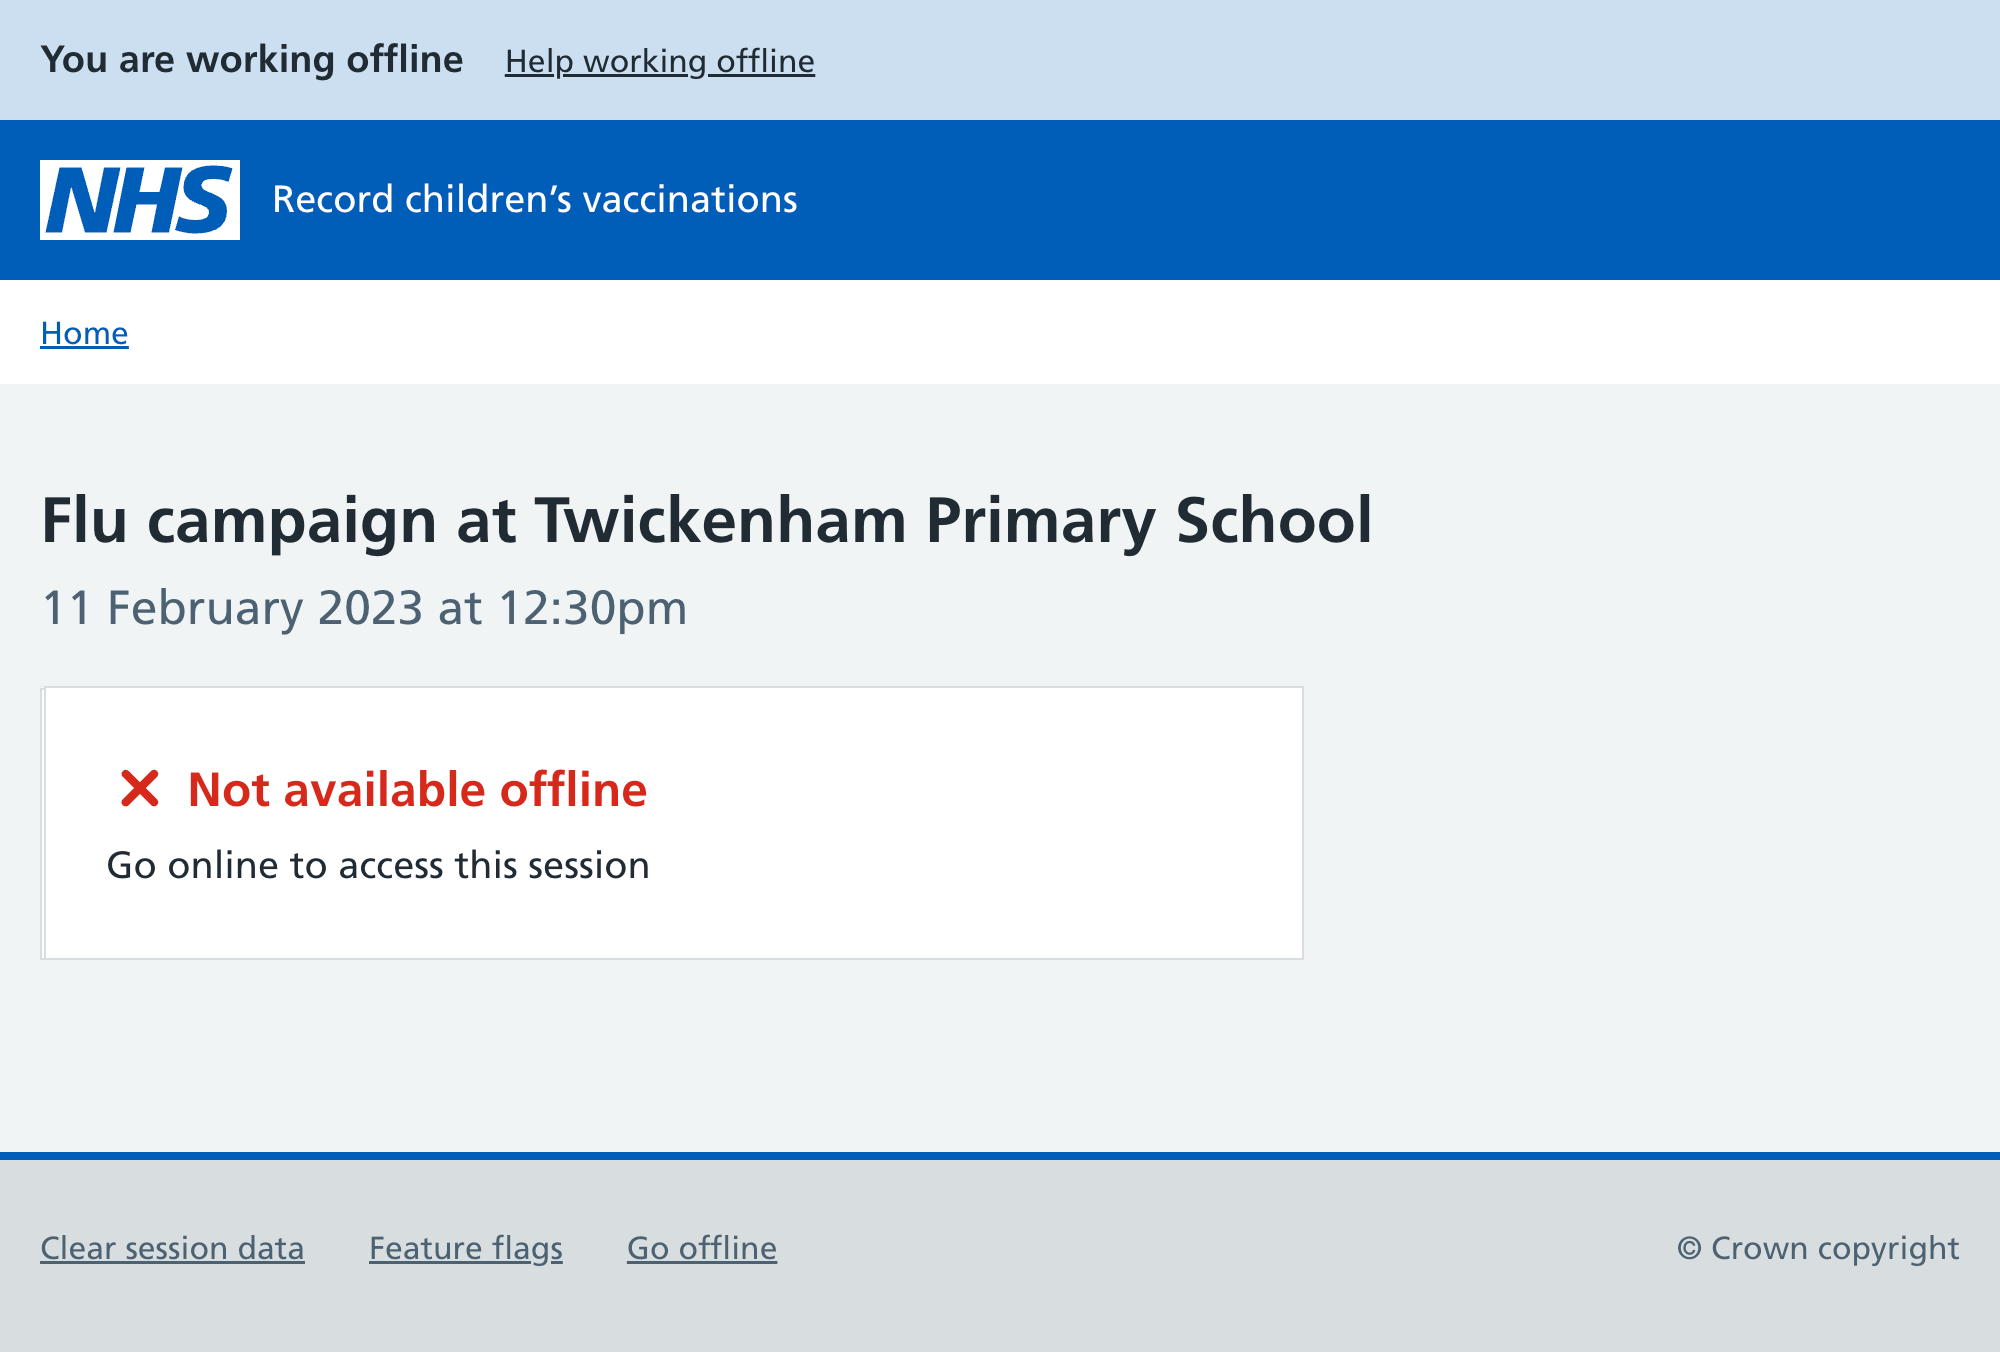 You are working offline Help working offline
NHS Record children’s vaccinations
Home
Flu campaign at Twickenham Primary School
11 February 2023 at 12:30pm
Not available offline
Go online to access this session
Clear session data Feature flags Go offline © Crown copyright